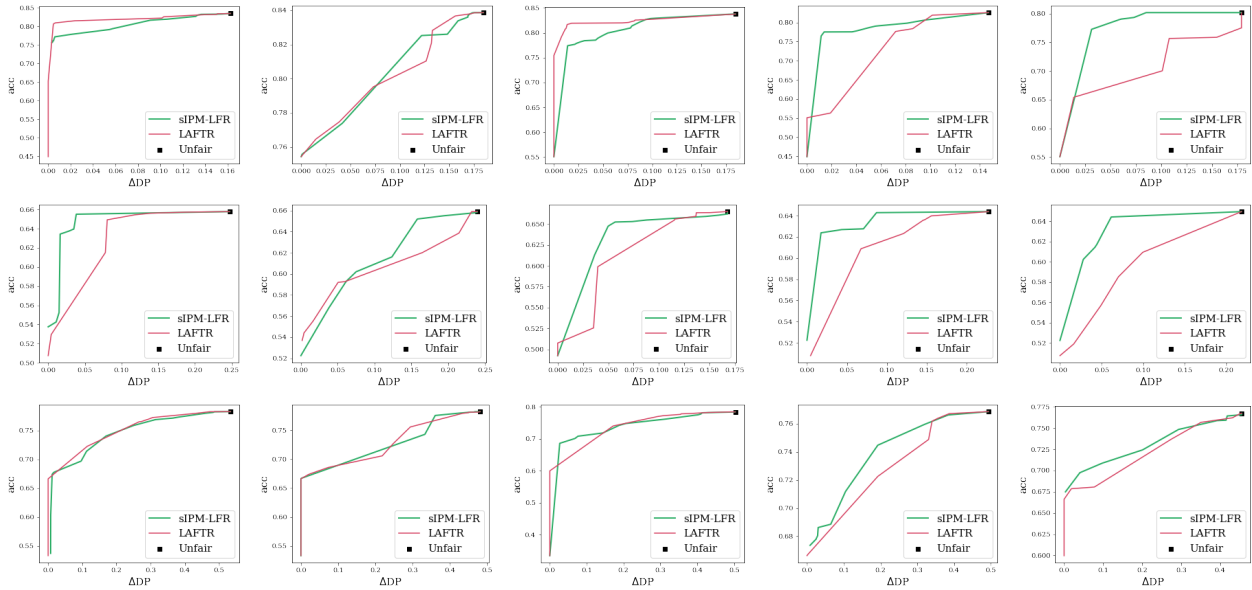 acc
0.85
0.80
0.75
0.70
0.65
0.60
0.55
0.50
0.45
sIPM-LFR
LAFTR
Unfair
0.00 0.02 0.04 0.06 0.08 0.10 0.12 0.14 0.16
ΔDP
acc
0.84
0.82
0.80
0.78
0.76
sIPM-LFR
LAFTR
Unfair
0.000 0.025 0.050 0.075 0.100 0.125 0.150 0.175
ΔDP
acc
0.85
0.80
0.75
0.70
0.65
0.60
0.55
sIPM-LFR
LAFTR
Unfair
0.000 0.025 0.050 0.075 0.100 0.125 0.150 0.175
ΔDP
acc
0.80
0.75
0.70
0.65
0.60
0.55
0.50
0.45
sIPM-LFR
LAFTR
Unfair
0.00 0.02 0.04 0.06 0.08 0.10 0.12 0.14
ΔDP
acc
0.80
0.75
0.70
0.65
0.60
0.55
sIPM-LFR
LAFTR
Unfair
0.000 0.025 0.050 0.075 0.100 0.125 0.150 0.175
ΔDP
acc
0.66
0.64
0.62
0.60
0.58
0.56
0.54
0.52
0.50
sIPM-LFR
LAFTR
Unfair
0.00 0.05 0.10 0.15 0.20 0.25
ΔDP
acc
0.66
0.64
0.62
0.60
0.58
0.56
0.54
0.52
sIPM-LFR
LAFTR
Unfair
0.00 0.05 0.10 0.15 0.20 0.25
ΔDP
acc
0.650
0.625
0.600
0.575
0.550
0.525
0.500
sIPM-LFR
LAFTR
Unfair
0.000 0.025 0.050 0.075 0.100 0.125 0.150 0.175
ΔDP
acc
0.64
0.62
0.60
0.58
0.56
0.54
0.52
sIPM-LFR
LAFTR
Unfair
0.00 0.05 0.10 0.15 0.20
ΔDP
acc
0.64
0.62
0.60
0.58
0.56
0.54
0.52
sIPM-LFR
LAFTR
Unfair
0.00 0.05 0.10 0.15 0.20
ΔDP
acc
0.75
0.70
0.65
0.60
0.55
sIPM-LFR
LAFTR
Unfair
0.0 0.1 0.2 0.3 0.4 0.5
ΔDP
acc
0.75
0.70
0.65
0.60
0.55
sIPM-LFR
LAFTR
Unfair
0.0 0.1 0.2 0.3 0.4 0.5
ΔDP
acc
0.8
0.7
0.6
0.5
0.4
sIPM-LFR
LAFTR
Unfair
0.0 0.1 0.2 0.3 0.4 0.5
ΔDP
acc
0.76
0.74
0.72
0.70
0.68
sIPM-LFR
LAFTR
Unfair
0.0 0.1 0.2 0.3 0.4 0.5
ΔDP
acc
0.775
0.750
0.725
0.700
0.675
0.650
0.625
0.600
sIPM-LFR
LAFTR
Unfair
0.0 0.1 0.2 0.3 0.4
ΔDP